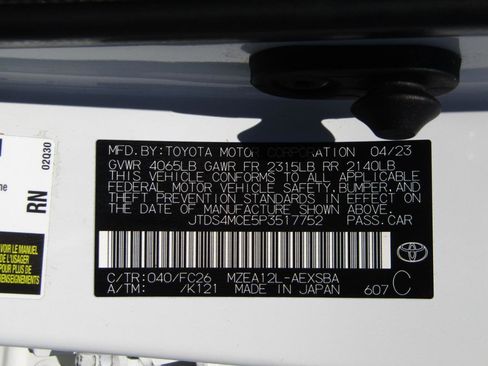 MFD. BY: TOYOTA MOTOR CORPORATION 04/23
GVWR 4065LB GAWR FR 2315LB RR 2140LB
THIS VEHICLE CONFORMS TO ALL APPLICABLE
FEDERAL MOTOR VEHICLE SAFETY, BUMPER, AND
THEFT PREVENTION STANDARDS IN EFFECT ON
THE DATE OF MANUFACTURE SHOWN ABOVE.
JTDS4MCE5P3517752 PASS.CAR
C/TR: 040/FC26 MZEA12L-AEXSBA
A/TM: /K121 MADE IN JAPAN 607 C
TOYOTA
02Q30
ne
RN
VOIR LE MANUEL
DE L'USAGER
POUR PLUS DE
RENSEIGNEMENTS